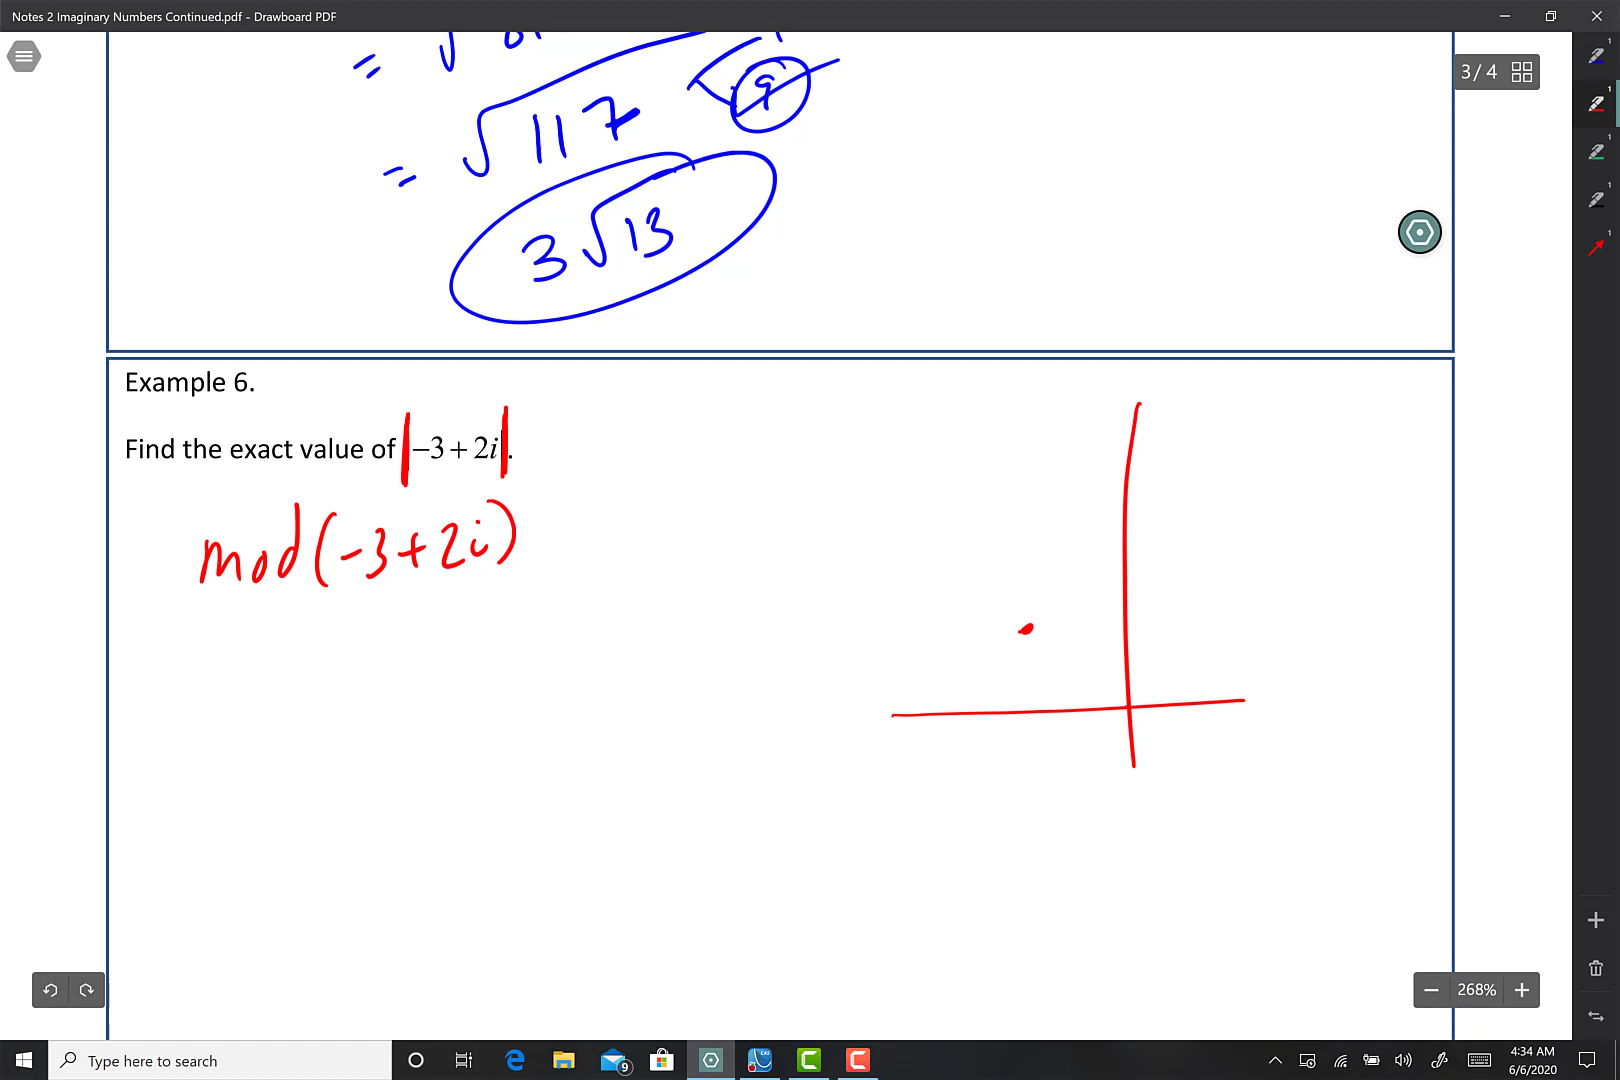 Notes 2 Imaginary Numbers Continued.pdf - Drawboard PDF
3 / 4
= √117
9
3√13
Example 6.
Find the exact value of |−3 + 2i|.
mod(-3+2i)
268%
Type here to search
9
4:34 AM
6/6/2020